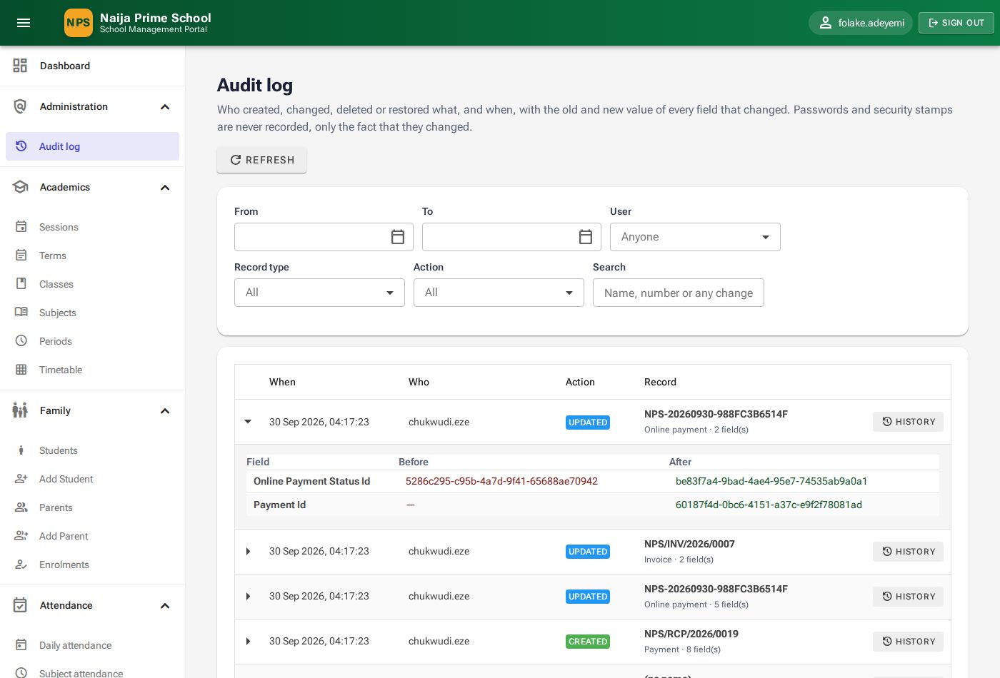 NPS
Naija Prime School
School Management Portal
folake.adeyemi
SIGN OUT
Dashboard
Administration
Audit log
Academics
Sessions
Terms
Classes
Subjects
Periods
Timetable
Family
Students
Add Student
Parents
Add Parent
Enrolments
Attendance
Daily attendance
Subject attendance
Audit log
Who created, changed, deleted or restored what, and when, with the old and new value of every field that changed. Passwords and security stamps
are never recorded, only the fact that they changed.
REFRESH
From To User
Anyone
Record type Action Search
All All Name, number or any change
When Who Action Record
30 Sep 2026, 04:17:23 chukwudi.eze UPDATED NPS-20260930-988FC3B6514F HISTORY
Online payment · 2 field(s)
Field Before After
Online Payment Status Id 5286c295-c95b-4a7d-9f41-65688ae70942 be83f7a4-9bad-4ae4-95e7-74535ab9a0a1
Payment Id — 60187f4d-0bc6-4151-a37c-e9f2f78081ad
30 Sep 2026, 04:17:23 chukwudi.eze UPDATED NPS/INV/2026/0007 HISTORY
Invoice · 2 field(s)
30 Sep 2026, 04:17:23 chukwudi.eze UPDATED NPS-20260930-988FC3B6514F HISTORY
Online payment · 5 field(s)
30 Sep 2026, 04:17:23 chukwudi.eze CREATED NPS/RCP/2026/0019 HISTORY
Payment · 8 field(s)